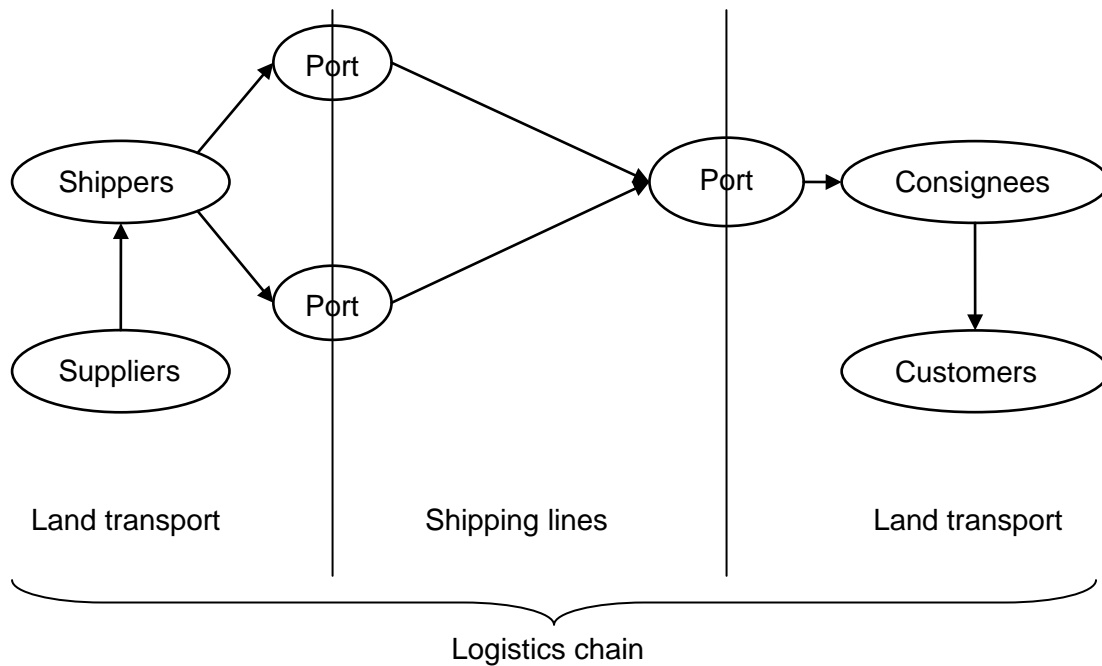 Port
Shippers
Port
Consignees
Port
Suppliers
Customers
Land transport
Shipping lines
Land transport
Logistics chain